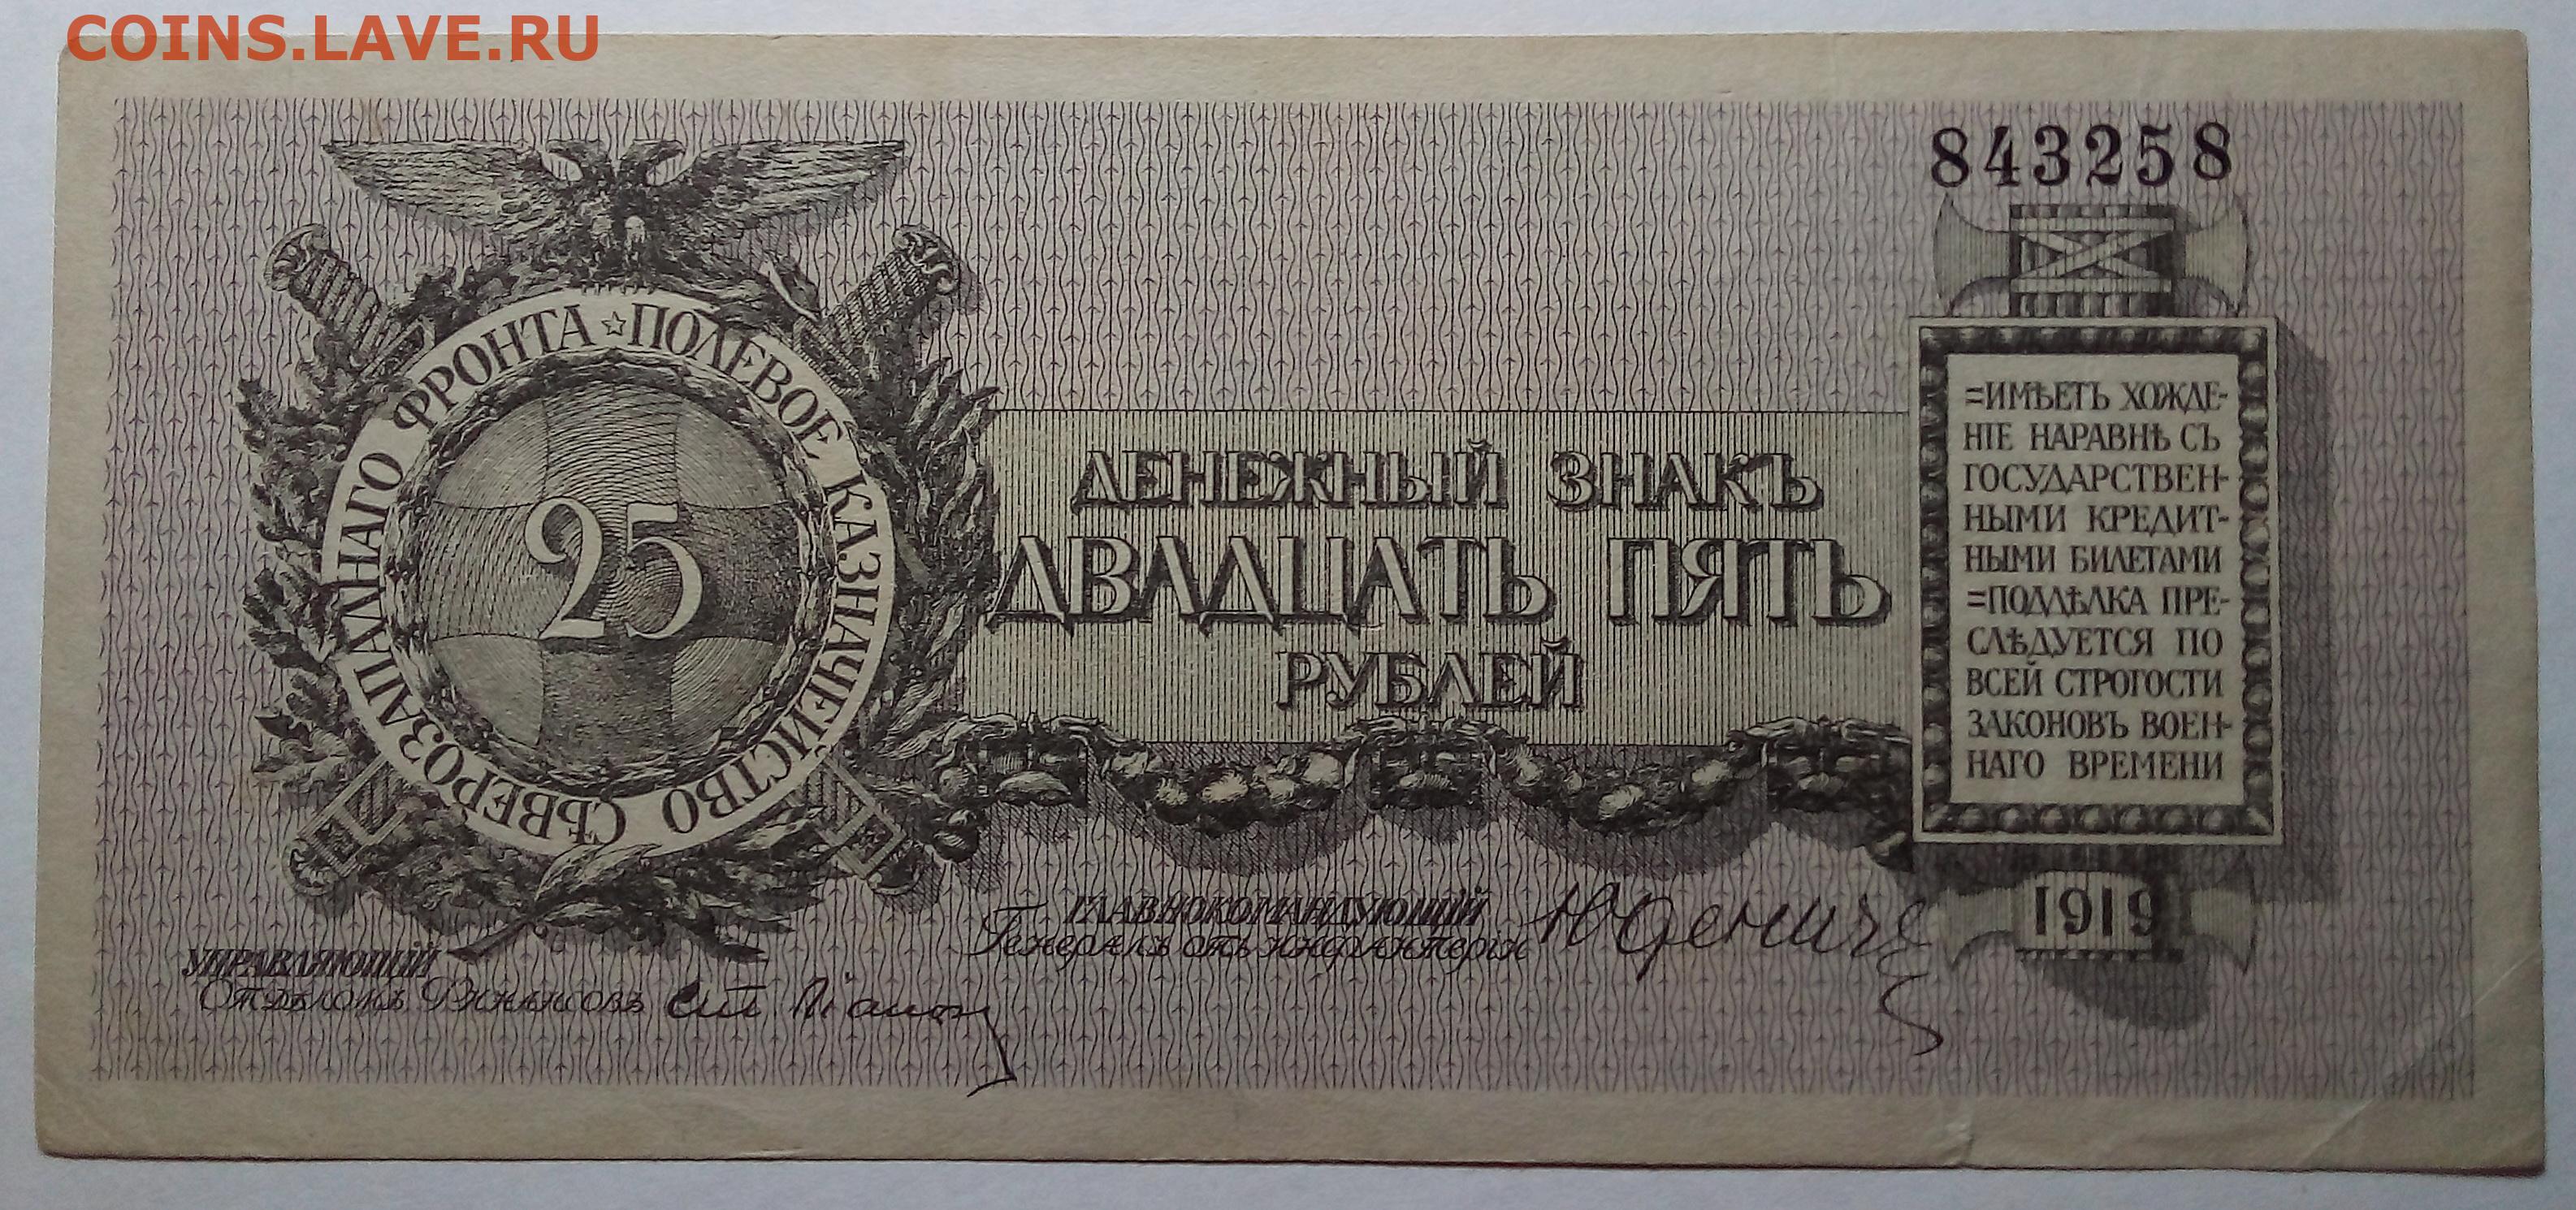 COINS.LAVE.RU
843258
ПОЛЕВОЕ КАЗНАЧЕЙСТВО СѢВЕРОЗАПАДНАГО ФРОНТА
25
ДЕНЕЖНЫЙ ЗНАКЪ
ДВАДЦАТЬ ПЯТЬ
РУБЛЕЙ
=ИМѢЕТЪ ХОЖДЕ-
НІЕ НАРАВНѢ СЪ
ГОСУДАРСТВЕН-
НЫМИ КРЕДИТ-
НЫМИ БИЛЕТАМИ
=ПОДДѢЛКА ПРЕ-
СЛѢДУЕТСЯ ПО
ВСЕЙ СТРОГОСТИ
ЗАКОНОВЪ ВОЕН-
НАГО ВРЕМЕНИ
1919
ГЛАВНОКОМАНДУЮЩІЙ
Генералъ отъ инфантеріи Юденичъ
УПРАВЛЯЮЩІЙ
Отдѣломъ Финансовъ